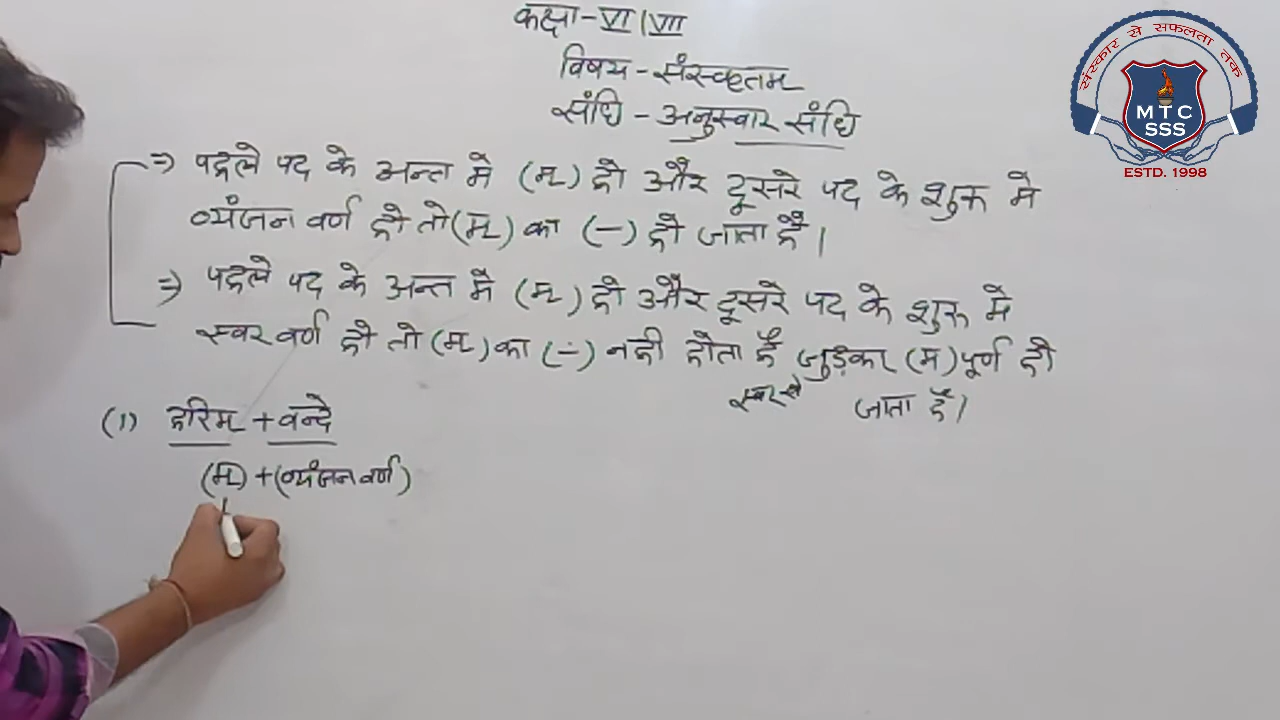 कक्षा-VI/VII
विषय - संस्कृतम्
संधि - अनुस्वार संधि
⇒ पहले पद के अन्त में (म्) हो और दूसरे पद के शुरू में
व्यंजन वर्ण हो तो (म्) का (-) हो जाता है।
⇒ पहले पद के अन्त में (म्) हो और दूसरे पद के शुरू में
स्वर वर्ण हो तो (म्) का (-) नही होता है जुड़कर (म) पूर्ण हो
स्वर से जाता है।
(1) हरिम् + वन्दे
(म्) + (व्यंजन वर्ण)
संस्कार से सफलता तक
MTC
SSS
ESTD. 1998